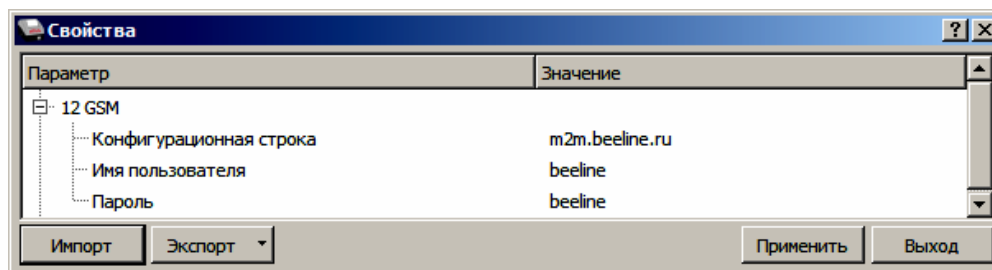 Свойства
Параметр Значение
12 GSM
Конфигурационная строка m2m.beeline.ru
Имя пользователя beeline
Пароль beeline
Импорт Экспорт Применить Выход